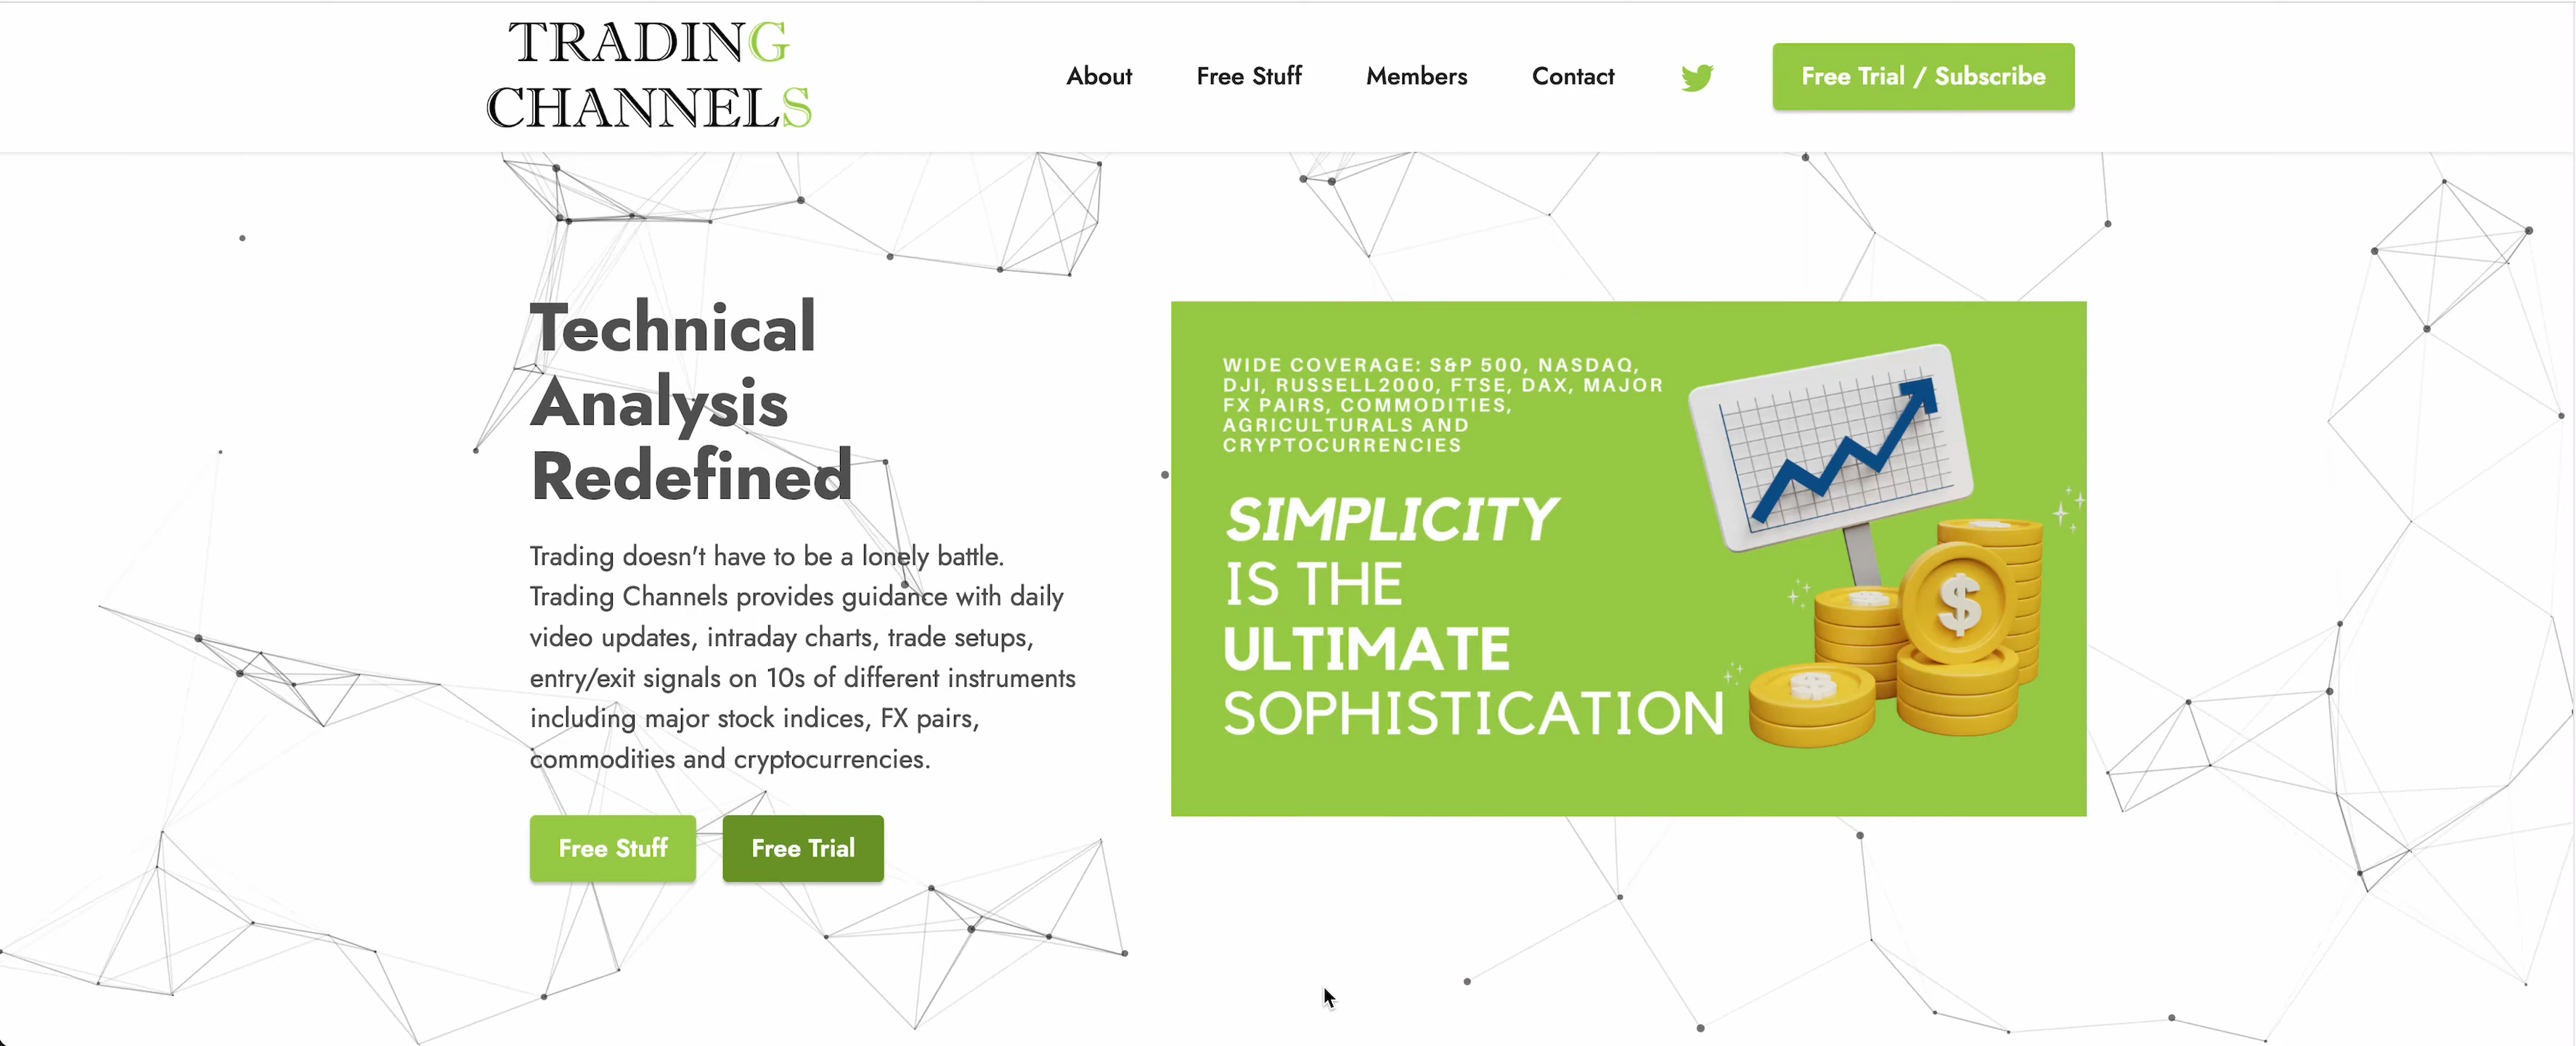 TRADING
CHANNELS
About
Free Stuff
Members
Contact
Free Trial / Subscribe
Technical
Analysis
Redefined
Trading doesn't have to be a lonely battle.
Trading Channels provides guidance with daily
video updates, intraday charts, trade setups,
entry/exit signals on 10s of different instruments
including major stock indices, FX pairs,
commodities and cryptocurrencies.
Free Stuff
Free Trial
WIDE COVERAGE: S&P 500, NASDAQ,
DJI, RUSSELL2000, FTSE, DAX, MAJOR
FX PAIRS, COMMODITIES,
AGRICULTURALS AND
CRYPTOCURRENCIES
SIMPLICITY
IS THE
ULTIMATE
SOPHISTICATION
$